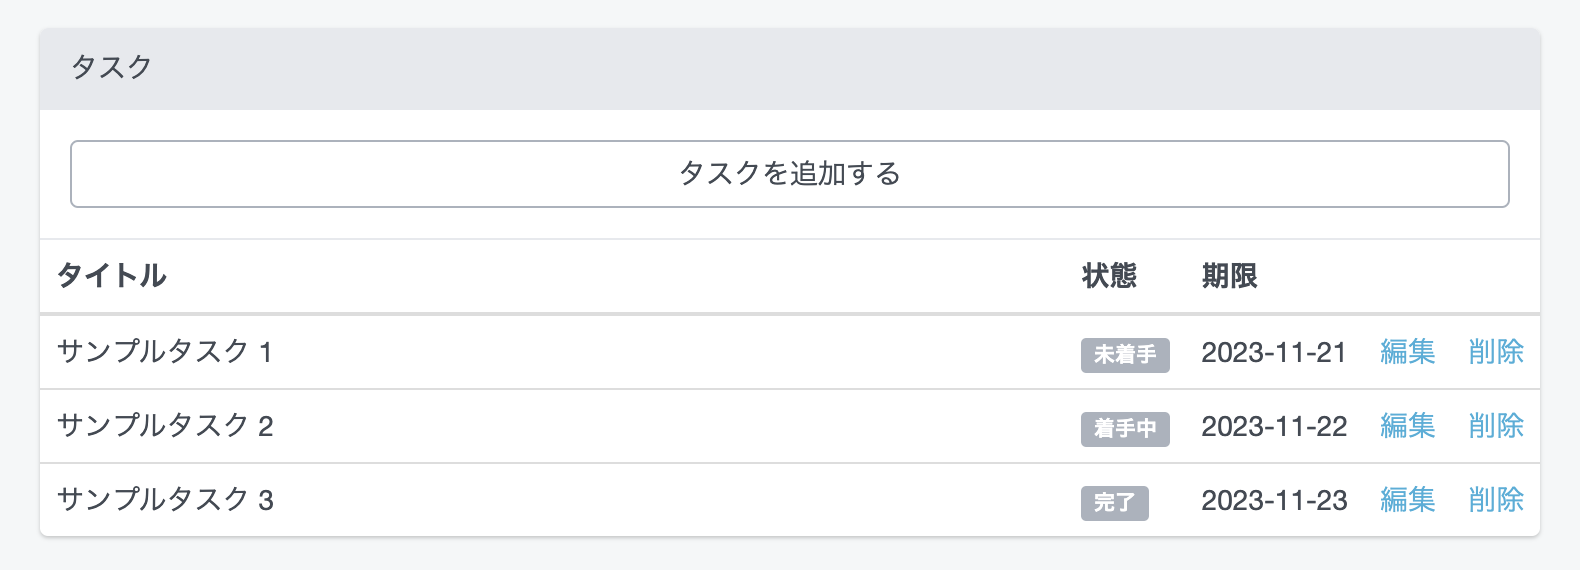 タスク
タスクを追加する
タイトル 状態 期限
サンプルタスク 1 未着手 2023-11-21 編集 削除
サンプルタスク 2 着手中 2023-11-22 編集 削除
サンプルタスク 3 完了 2023-11-23 編集 削除